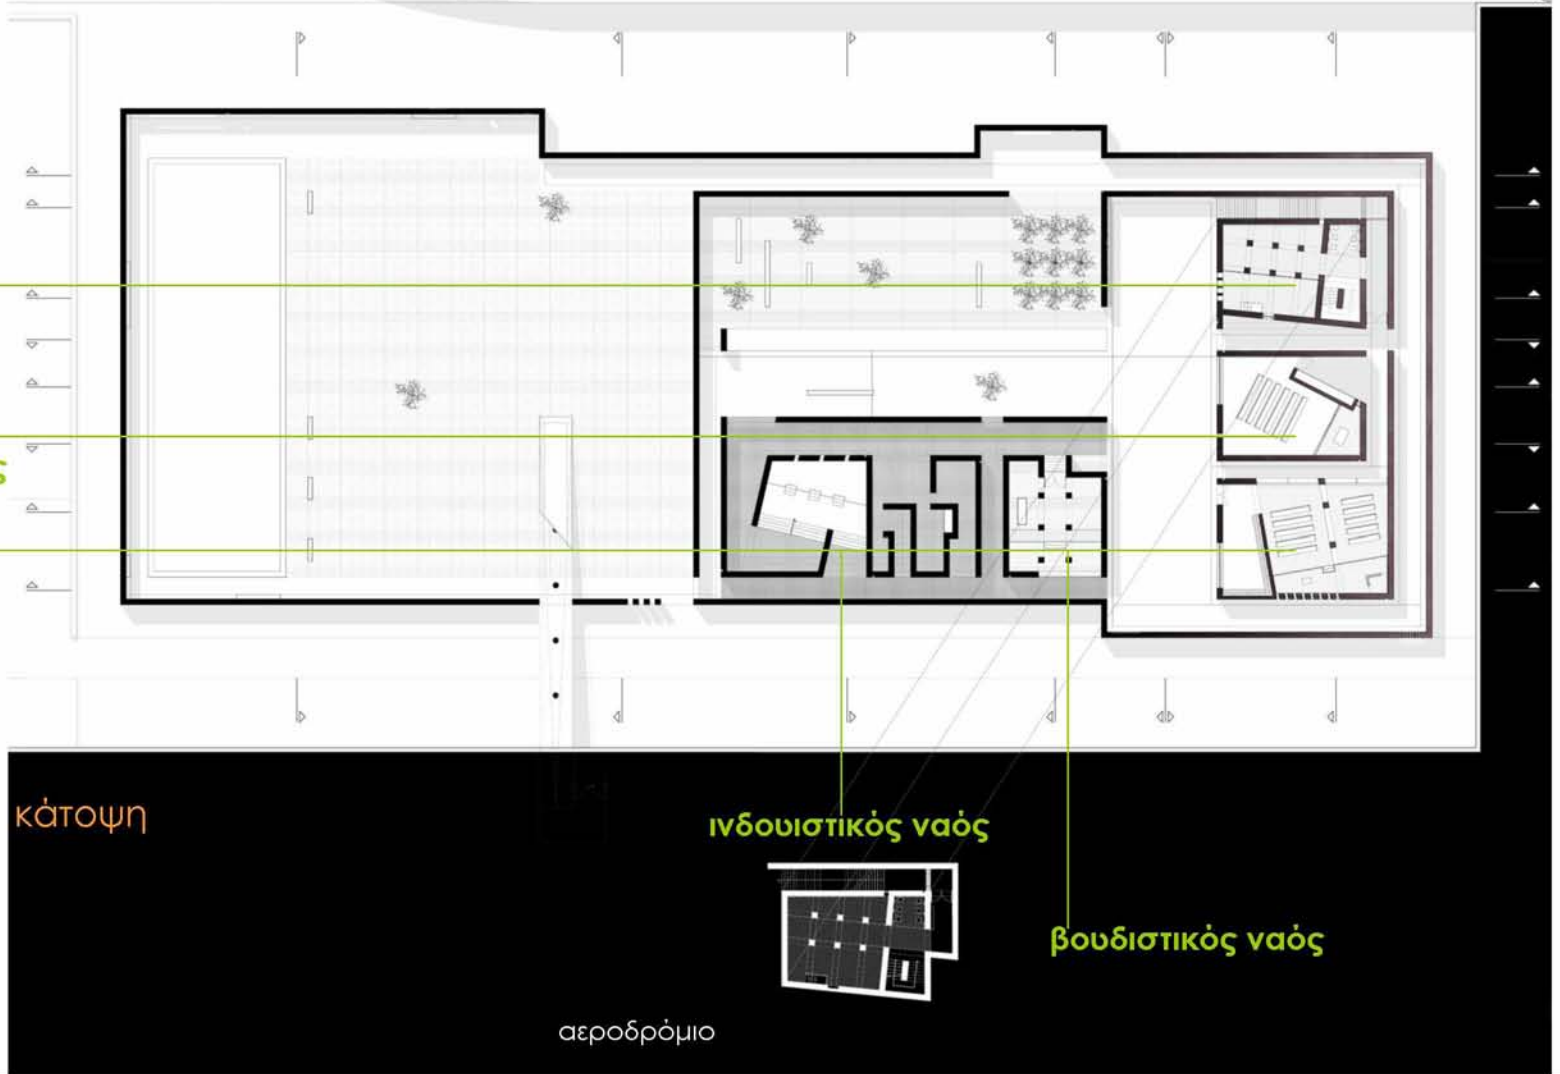 ς
κάτοψη
ινδουιστικός ναός
βουδιστικός ναός
αεροδρόμιο